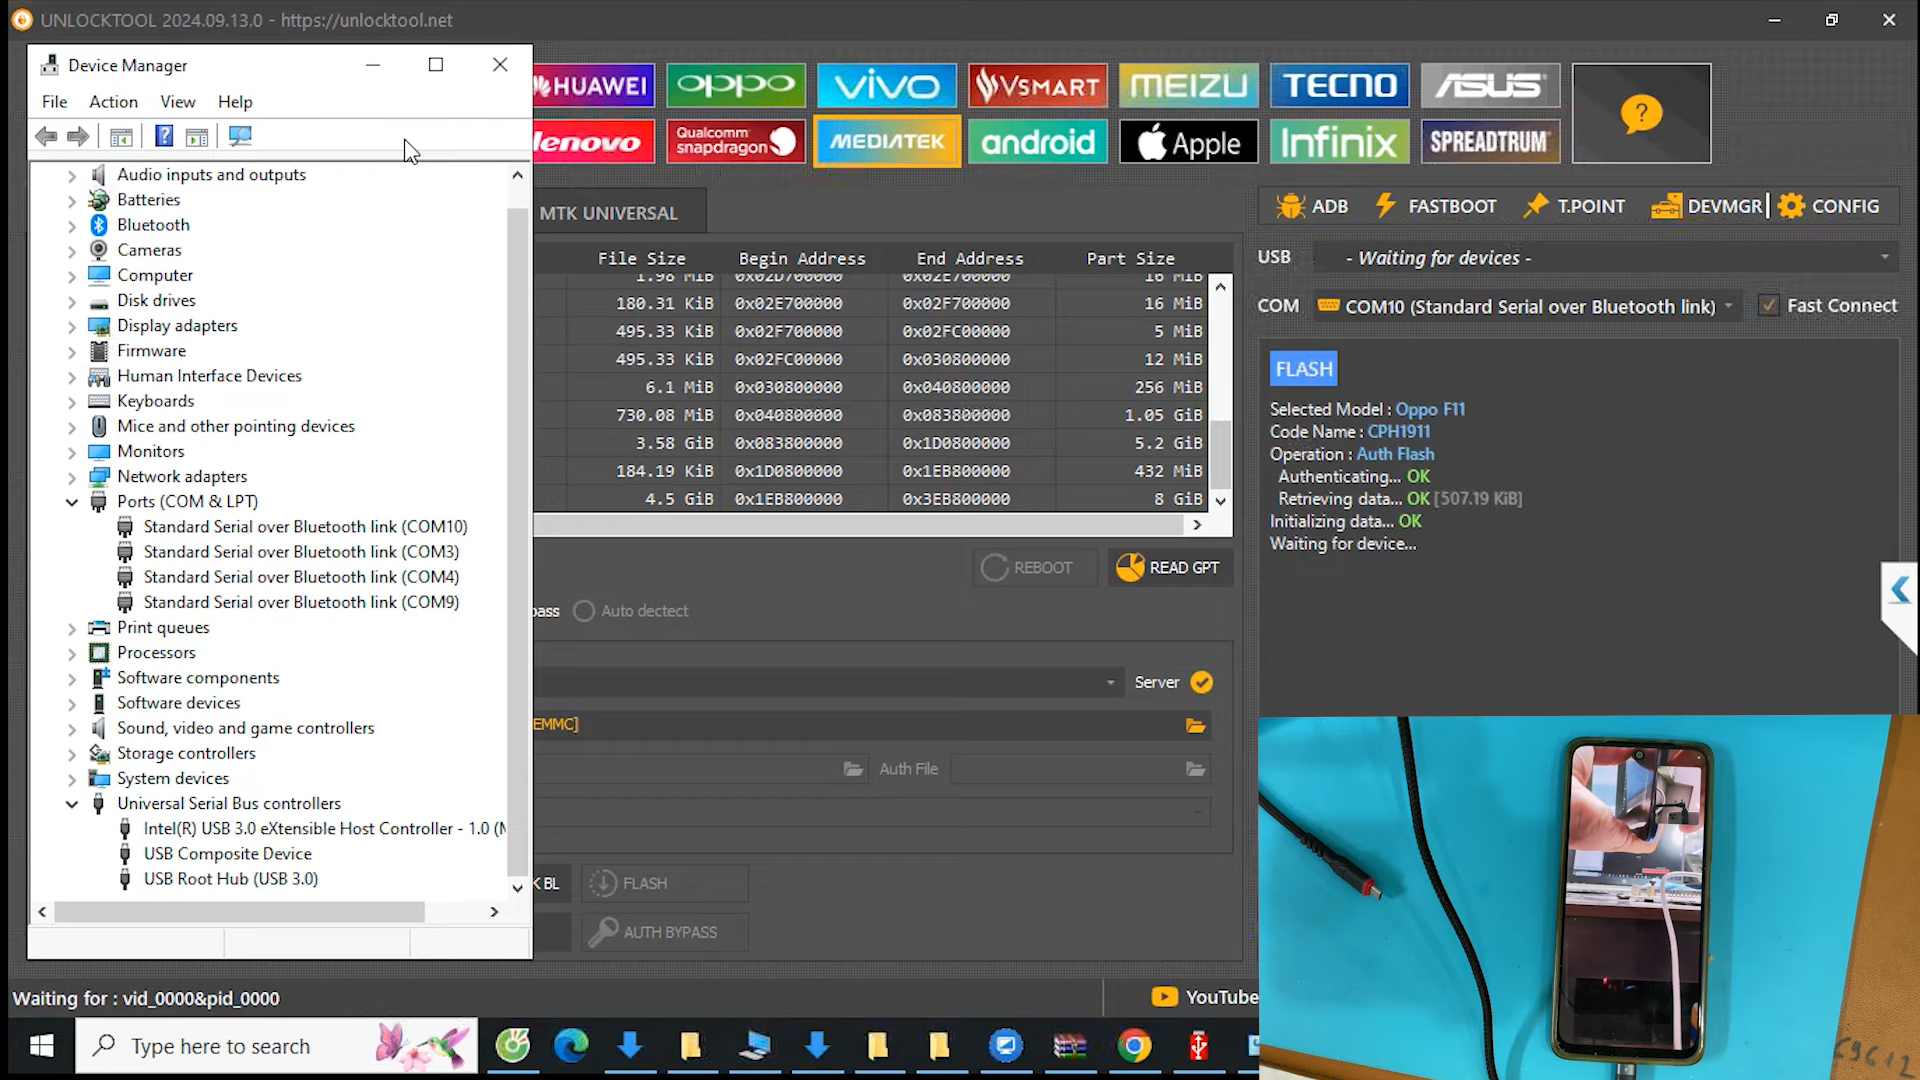 UNLOCKTOOL 2024.09.13.0 - https://unlocktool.net
Device Manager
File Action View Help
Audio inputs and outputs
Batteries
Bluetooth
Cameras
Computer
Disk drives
Display adapters
Firmware
Human Interface Devices
Keyboards
Mice and other pointing devices
Monitors
Network adapters
Ports (COM & LPT)
Standard Serial over Bluetooth link (COM10)
Standard Serial over Bluetooth link (COM3)
Standard Serial over Bluetooth link (COM4)
Standard Serial over Bluetooth link (COM9)
Print queues
Processors
Software components
Software devices
Sound, video and game controllers
Storage controllers
System devices
Universal Serial Bus controllers
Intel(R) USB 3.0 eXtensible Host Controller - 1.0 (
USB Composite Device
USB Root Hub (USB 3.0)
HUAWEI oppo vivo VSMART MEIZU TECNO ASUS ?
lenovo Qualcomm snapdragon MEDIATEK android Apple Infinix SPREADTRUM
MTK UNIVERSAL
File Size Begin Address End Address Part Size
1.98 MiB 0x02D700000 0x02E700000 16 MiB
180.31 KiB 0x02E700000 0x02F700000 16 MiB
495.33 KiB 0x02F700000 0x02FC00000 5 MiB
495.33 KiB 0x02FC00000 0x030800000 12 MiB
6.1 MiB 0x030800000 0x040800000 256 MiB
730.08 MiB 0x040800000 0x083800000 1.05 GiB
3.58 GiB 0x083800000 0x1D0800000 5.2 GiB
184.19 KiB 0x1D0800000 0x1EB800000 432 MiB
4.5 GiB 0x1EB800000 0x3EB800000 8 GiB
REBOOT READ GPT
pass Auto dectect
Server
EMMC]
Auth File
K BL FLASH
AUTH BYPASS
ADB FASTBOOT T.POINT DEVMGR CONFIG
USB - Waiting for devices -
COM COM10 (Standard Serial over Bluetooth link) Fast Connect
FLASH
Selected Model : Oppo F11
Code Name : CPH1911
Operation : Auth Flash
Authenticating... OK
Retrieving data... OK [507.19 KiB]
Initializing data... OK
Waiting for device...
Waiting for : vid_0000&pid_0000
YouTube
Type here to search